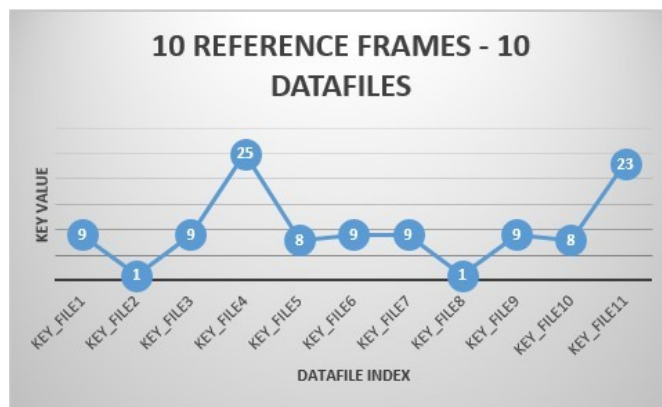 10 REFERENCE FRAMES - 10
DATAFILES
KEY VALUE
25
23
9
9
8
9
9
9
8
1
1
KEY_FILE1
KEY_FILE2
KEY_FILE3
KEY_FILE4
KEY_FILE5
KEY_FILE6
KEY_FILE7
KEY_FILE8
KEY_FILE9
KEY_FILE10
KEY_FILE11
DATAFILE INDEX